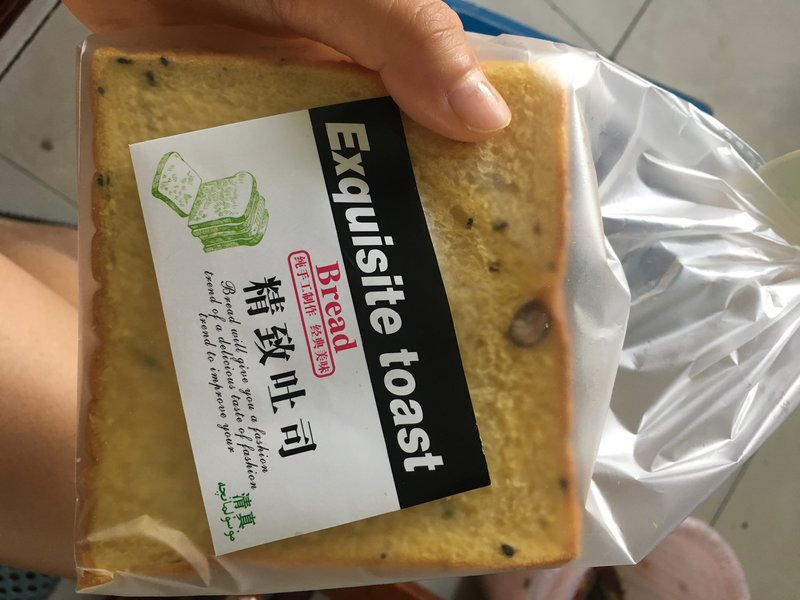 Exquisite toast
Bread
纯手工制作 经典美味
精致吐司
Bread will give you a fashion
trend of a delicious taste of fashion
trend to improve your
清真